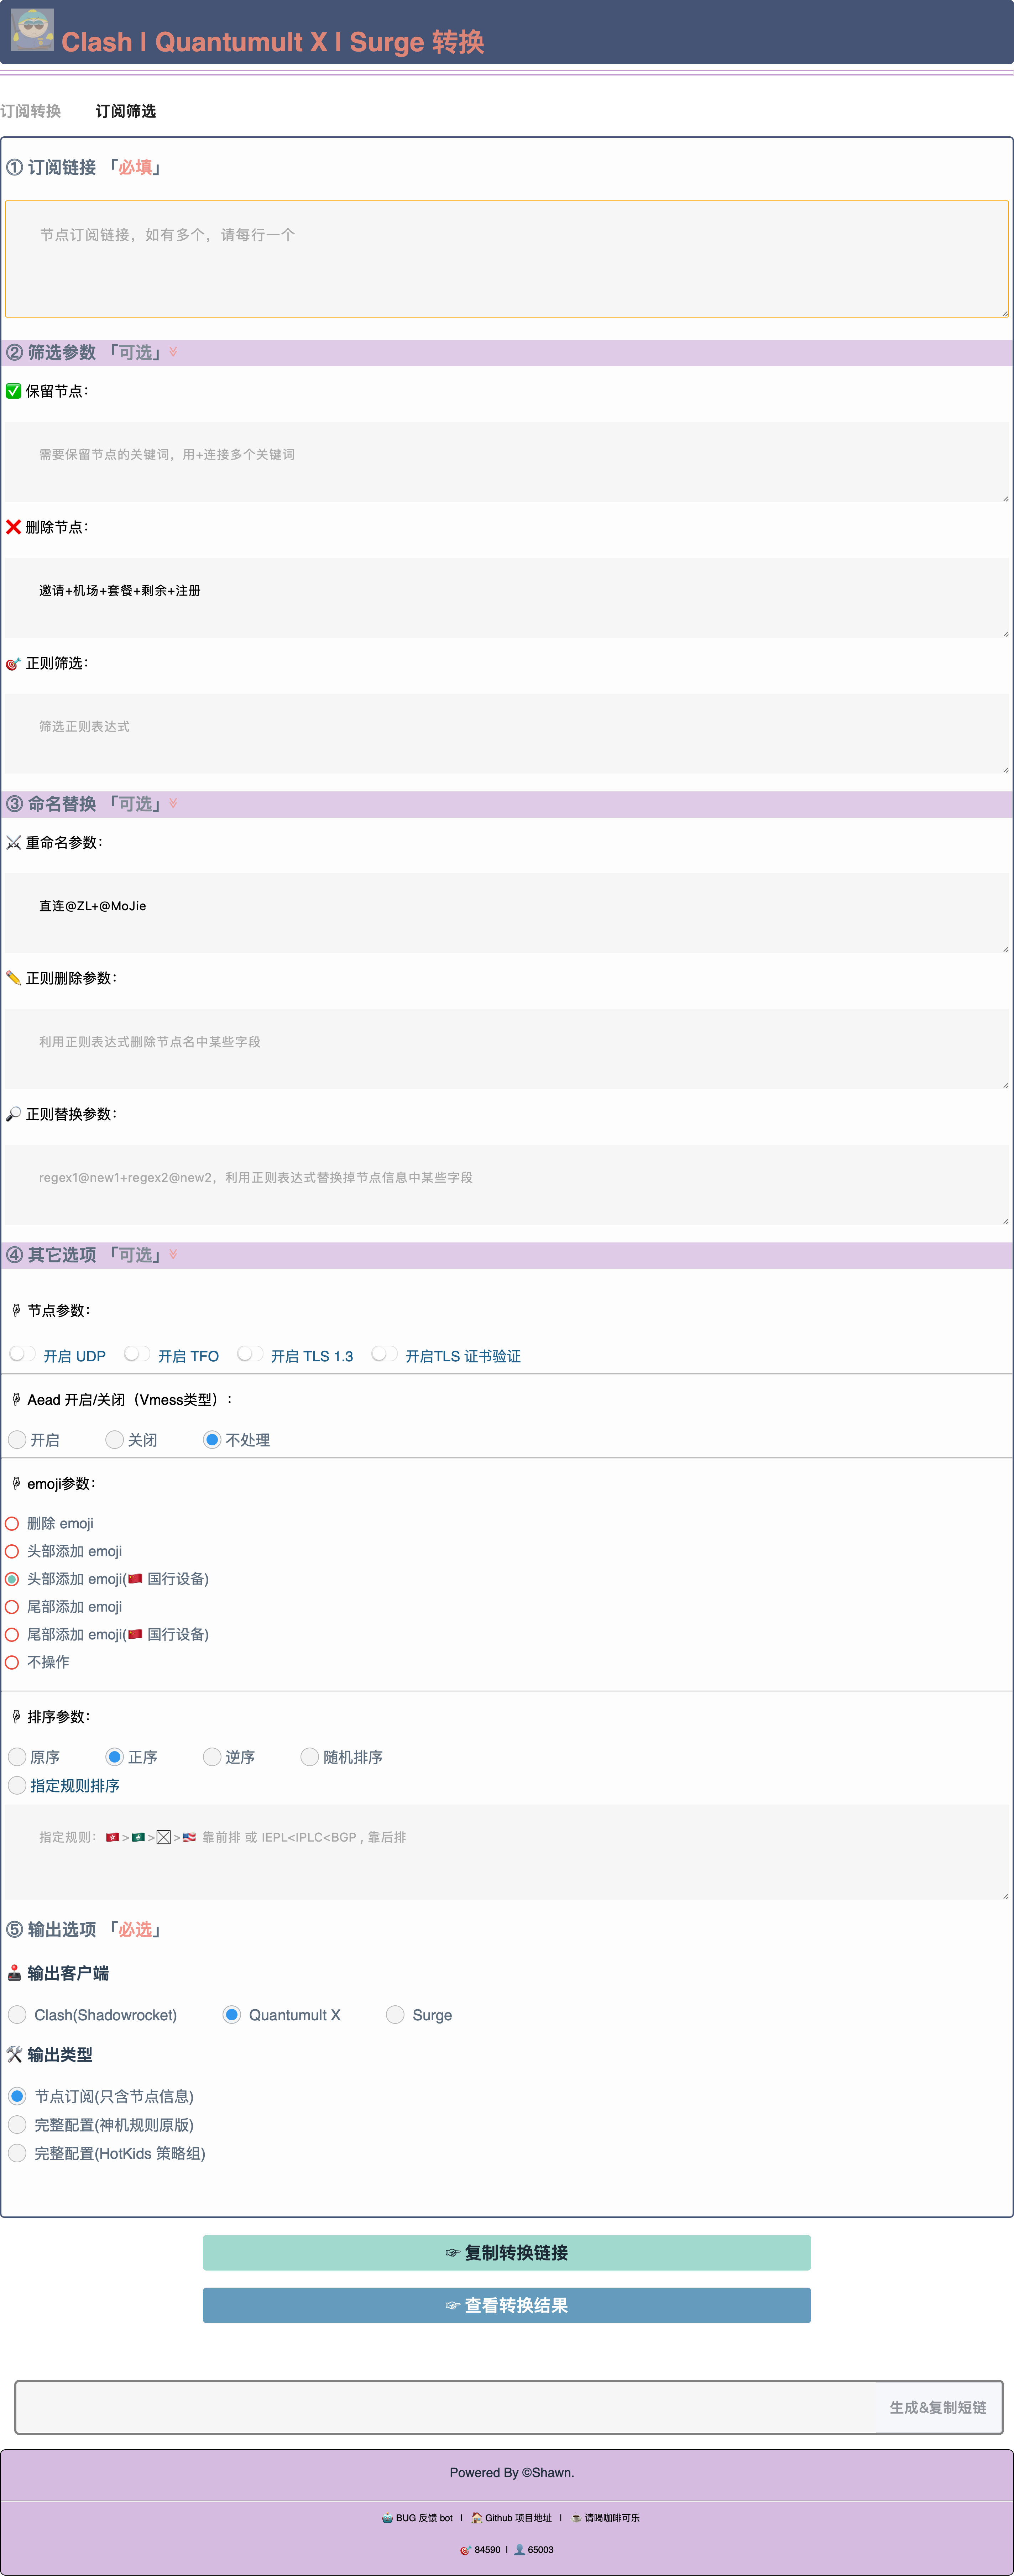 Clash | Quantumult X | Surge 转换
订阅转换 订阅筛选
① 订阅链接 「必填」
节点订阅链接，如有多个，请每行一个
② 筛选参数 「可选」
✅ 保留节点：
需要保留节点的关键词，用+连接多个关键词
❌ 删除节点：
邀请+机场+套餐+剩余+注册
🎯 正则筛选：
筛选正则表达式
③ 命名替换 「可选」
⚔ 重命名参数：
直连@ZL+@MoJie
✏️ 正则删除参数：
利用正则表达式删除节点名中某些字段
🔎 正则替换参数：
regex1@new1+regex2@new2，利用正则表达式替换掉节点信息中某些字段
④ 其它选项 「可选」
☟ 节点参数：
开启 UDP 开启 TFO 开启 TLS 1.3 开启TLS 证书验证
☟ Aead 开启/关闭（Vmess类型）：
开启 关闭 不处理
☟ emoji参数：
删除 emoji
头部添加 emoji
头部添加 emoji(🇨🇳 国行设备)
尾部添加 emoji
尾部添加 emoji(🇨🇳 国行设备)
不操作
☟ 排序参数：
原序 正序 逆序 随机排序
指定规则排序
指定规则：🇭🇰>🇲🇴>☒>🇺🇸 靠前排 或 IEPL<IPLC<BGP , 靠后排
⑤ 输出选项 「必选」
🕹 输出客户端
Clash(Shadowrocket) Quantumult X Surge
🛠 输出类型
节点订阅(只含节点信息)
完整配置(神机规则原版)
完整配置(HotKids 策略组)
☞ 复制转换链接
☞ 查看转换结果
生成&复制短链
Powered By ©Shawn.
🤖 BUG 反馈 bot | 🏠 Github 项目地址 | ☕ 请喝咖啡可乐
🎯 84590 | 👤 65003